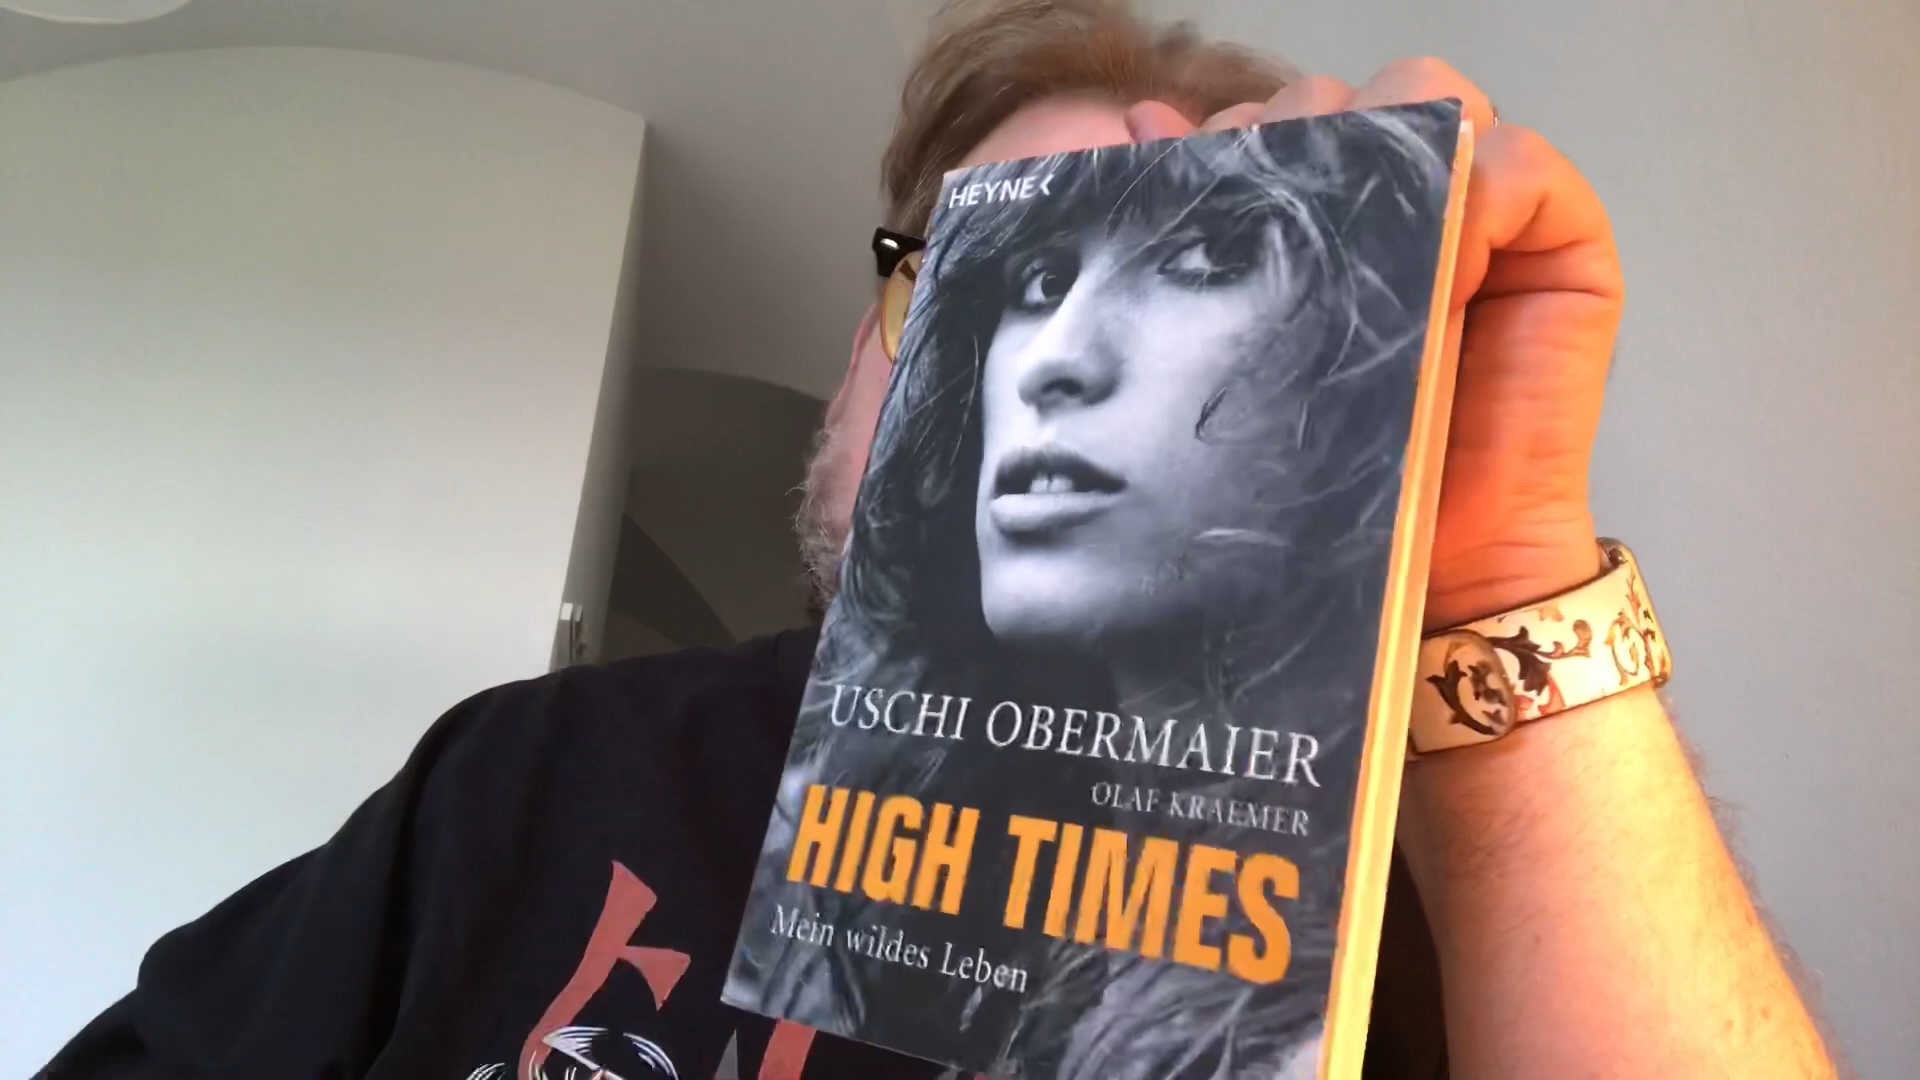 HEYNE<
USCHI OBERMAIER
OLAF KRAEMER
HIGH TIMES
Mein wildes Leben